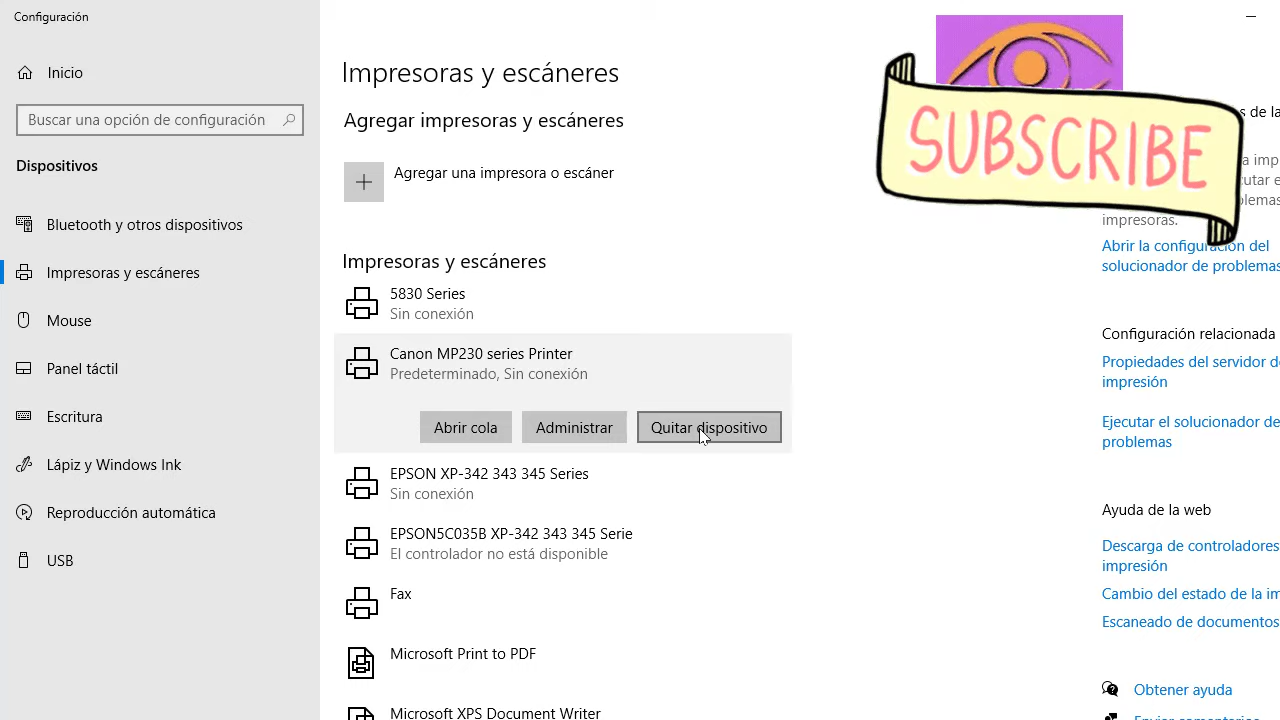 Configuración
Inicio
Buscar una opción de configuración
Dispositivos
Bluetooth y otros dispositivos
Impresoras y escáneres
Mouse
Panel táctil
Escritura
Lápiz y Windows Ink
Reproducción automática
USB
Impresoras y escáneres
Agregar impresoras y escáneres
Agregar una impresora o escáner
Impresoras y escáneres
5830 Series
Sin conexión
Canon MP230 series Printer
Predeterminado, Sin conexión
Abrir cola Administrar Quitar dispositivo
EPSON XP-342 343 345 Series
Sin conexión
EPSON5C035B XP-342 343 345 Serie
El controlador no está disponible
Fax
Microsoft Print to PDF
Microsoft XPS Document Writer
SUBSCRIBE
de la
impresoras.
Abrir la configuración del
solucionador de problemas
Configuración relacionada
Propiedades del servidor de
impresión
Ejecutar el solucionador de
problemas
Ayuda de la web
Descarga de controladores
impresión
Cambio del estado de la im
Escaneado de documentos
Obtener ayuda
Enviar comentarios